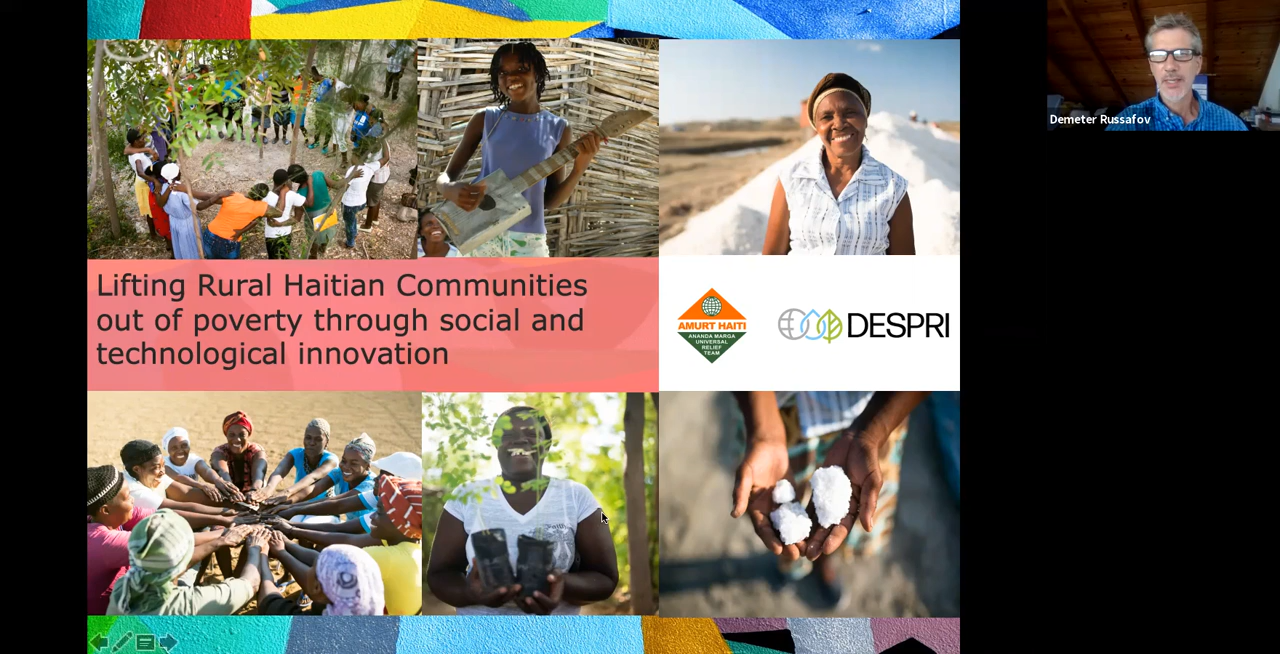 Demeter Russafov
Lifting Rural Haitian Communities
out of poverty through social and
technological innovation
AMURT HAITI
ANANDA MARGA
UNIVERSAL
RELIEF
TEAM
DESPRI